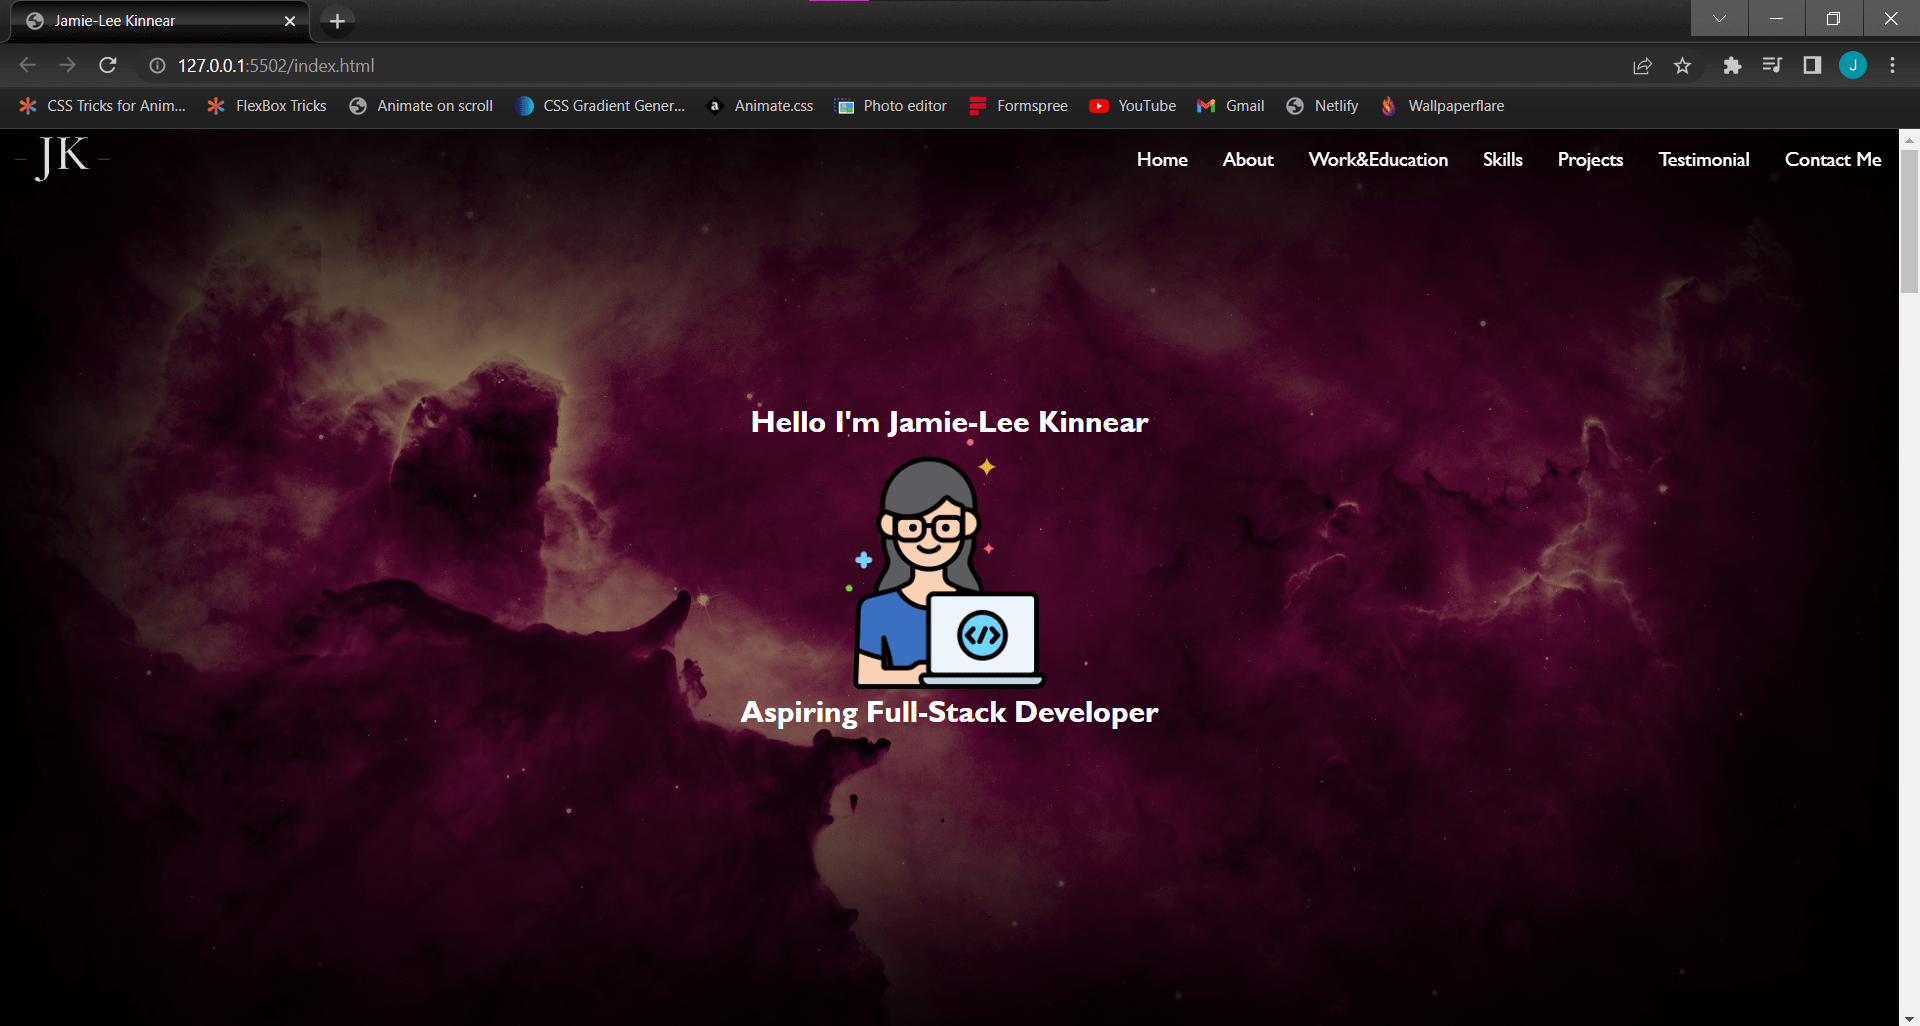 Jamie-Lee Kinnear
127.0.0.1:5502/index.html
J
CSS Tricks for Anim... FlexBox Tricks Animate on scroll CSS Gradient Gener... a Animate.css Photo editor Formspree YouTube Gmail Netlify Wallpaperflare
- JK - Home About Work&Education Skills Projects Testimonial Contact Me
Hello I'm Jamie-Lee Kinnear
</>
Aspiring Full-Stack Developer